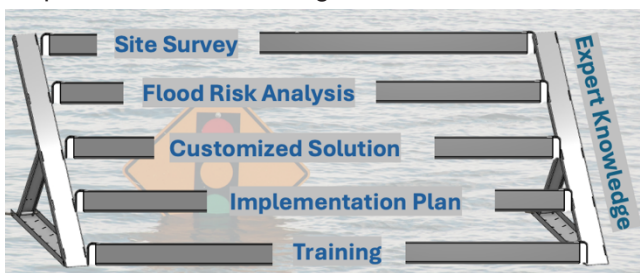 Site Survey
Flood Risk Analysis
Customized Solution
Implementation Plan
Training
Expert Knowledge